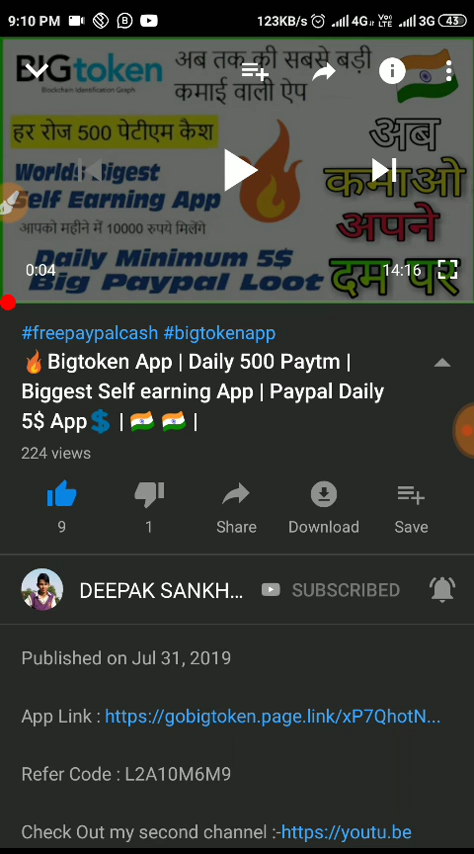 9:10 PM 123KB/s 4G VoLTE 3G 43
BIGtoken
Blockchain Identification Graph
अब तक की सबसे बड़ी
कमाई वाली ऐप
हर रोज 500 पेटीएम कैश
World Bigest
Self Earning App
आपको महीने में 10000 रुपये मिलेंगे
Daily Minimum 5$
Big Paypal Loot
अब
कमाओ
अपने
दम पर
0:04
14:16
#freepaypalcash #bigtokenapp
🔥Bigtoken App | Daily 500 Paytm |
Biggest Self earning App | Paypal Daily
5$ App💲 | 🇮🇳 🇮🇳 |
224 views
9 1 Share Download Save
DEEPAK SANKH... SUBSCRIBED
Published on Jul 31, 2019
App Link : https://gobigtoken.page.link/xP7QhotN...
Refer Code : L2A10M6M9
Check Out my second channel :-https://youtu.be